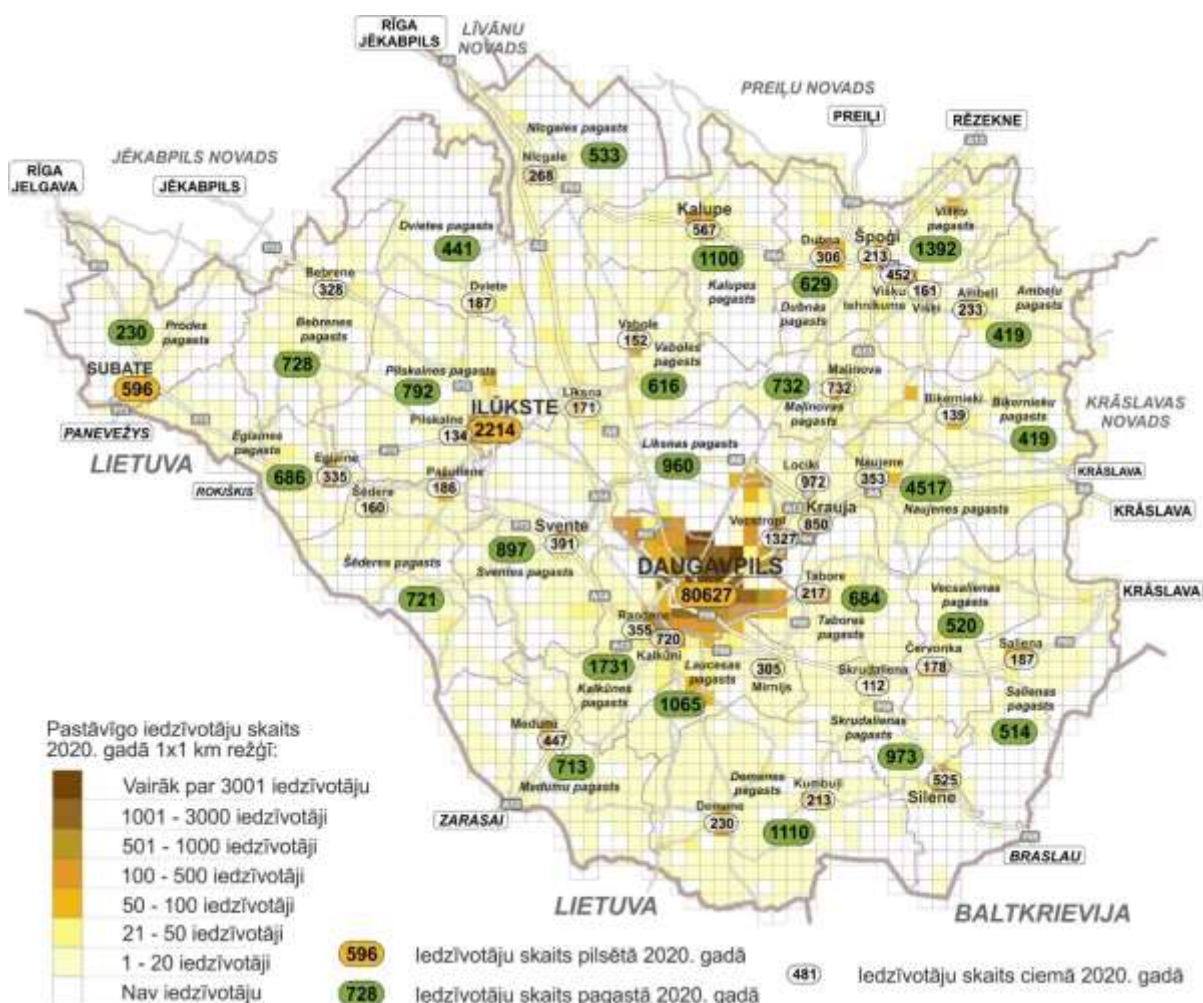 RĪGA
JĒKABPILS
LĪVĀNU
NOVADS
PREIĻU NOVADS
PREIĻI
RĒZEKNE
JĒKABPILS NOVADS
JĒKABPILS
RĪGA
JELGAVA
Nīcgales pagasts
533
Nīcgale
268
Kalupe
567
1100
Kalupes
pagasts
Dubna
306
629
Dubnas
pagasts
Špoģi
213
452
Višķu
tehnikums
161
Višķi
Višķu
pagasts
1392
Ambeļi
233
Ambeļu
pagasts
419
Dvietes pagasts
441
Dviete
187
Bebrene
328
Bebrenes
pagasts
728
230
Prodes
pagasts
SUBATE
596
PANEVEŽYS
LIETUVA
Pilskalnes pagasts
792
Pilskalne
134
ILŪKSTE
2214
Vabole
152
Vaboles
pagasts
616
Līksna
171
Līksnas pagasts
960
732
Maļinovas
pagasts
Maļinova
732
Biķernieki
139
Biķernieku
pagasts
419
KRĀSLAVAS
NOVADS
Eglaines
pagasts
686
Eglaine
335
ROKIŠKIS
Šēdere
160
Pašuliene
186
Lociki
972
Naujene
353
4517
Naujenes pagasts
KRĀSLAVA
KRĀSLAVA
Krauja
850
Vecstropi
1327
Svente
391
897
Sventes pagasts
Šēderes pagasts
721
DAUGAVPILS
80627
Tabore
217
684
Tabores
pagasts
Vecsalienas
pagasts
520
KRĀSLAVA
Červonka
178
Saliena
187
Salienas
pagasts
514
Randene
355
720
Kalkūni
1731
Kalkūnes
pagasts
Laucesas
pagasts
1065
305
Mirnijs
Skrudaliena
112
Skrudalienas
pagasts
973
525
Silene
Medumi
447
713
Medumu pagasts
Demenes
pagasts
Kumbuļi
213
Demene
230
1110
ZARASAI
BRASLAU
LIETUVA
BALTKRIEVIJA
Pastāvīgo iedzīvotāju skaits
2020. gadā 1x1 km režģī:
Vairāk par 3001 iedzīvotāju
1001 - 3000 iedzīvotāji
501 - 1000 iedzīvotāji
100 - 500 iedzīvotāji
50 - 100 iedzīvotāji
21 - 50 iedzīvotāji
1 - 20 iedzīvotāji
Nav iedzīvotāju
596 Iedzīvotāju skaits pilsētā 2020. gadā
728 Iedzīvotāju skaits pagastā 2020. gadā
481 Iedzīvotāju skaits ciemā 2020. gadā